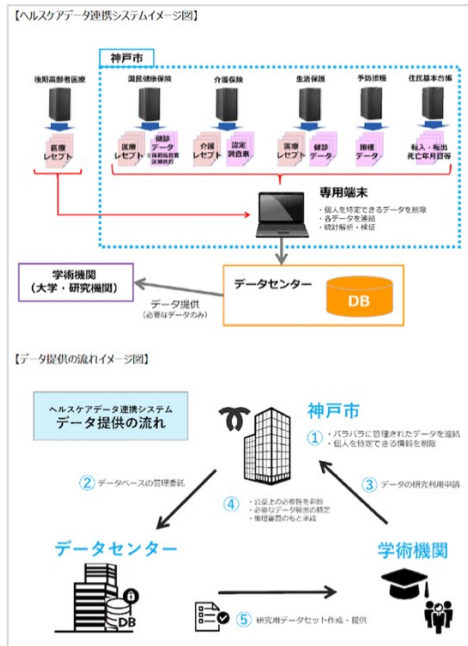 【ヘルスケアデータ連携システムイメージ図】
神戸市
後期高齢者医療
国民健康保険
介護保険
生活保護
予防接種
住民基本台帳
医療
レセプト
医療
レセプト
健診
データ
介護
レセプト
認定
調査票
医療
レセプト
健診
データ
接種
データ
転入・転出
死亡年月日等
専用端末
・個人を特定できるデータを削除
・各データを連結
・統計解析・検証
学術機関
(大学・研究機関)
データ提供
(必要なデータのみ)
データセンター
DB
【データ提供の流れイメージ図】
ヘルスケアデータ連携システム
データ提供の流れ
神戸市
① ・バラバラに管理されたデータを連結
・個人を特定できる情報を削除
② データベースの管理委託
③ データの研究利用申請
④ ・公益上の必要性を判断
・必要なデータ範囲の特定
・倫理審査のもと承認
データセンター
DB
学術機関
⑤ 研究用データセット作成・提供